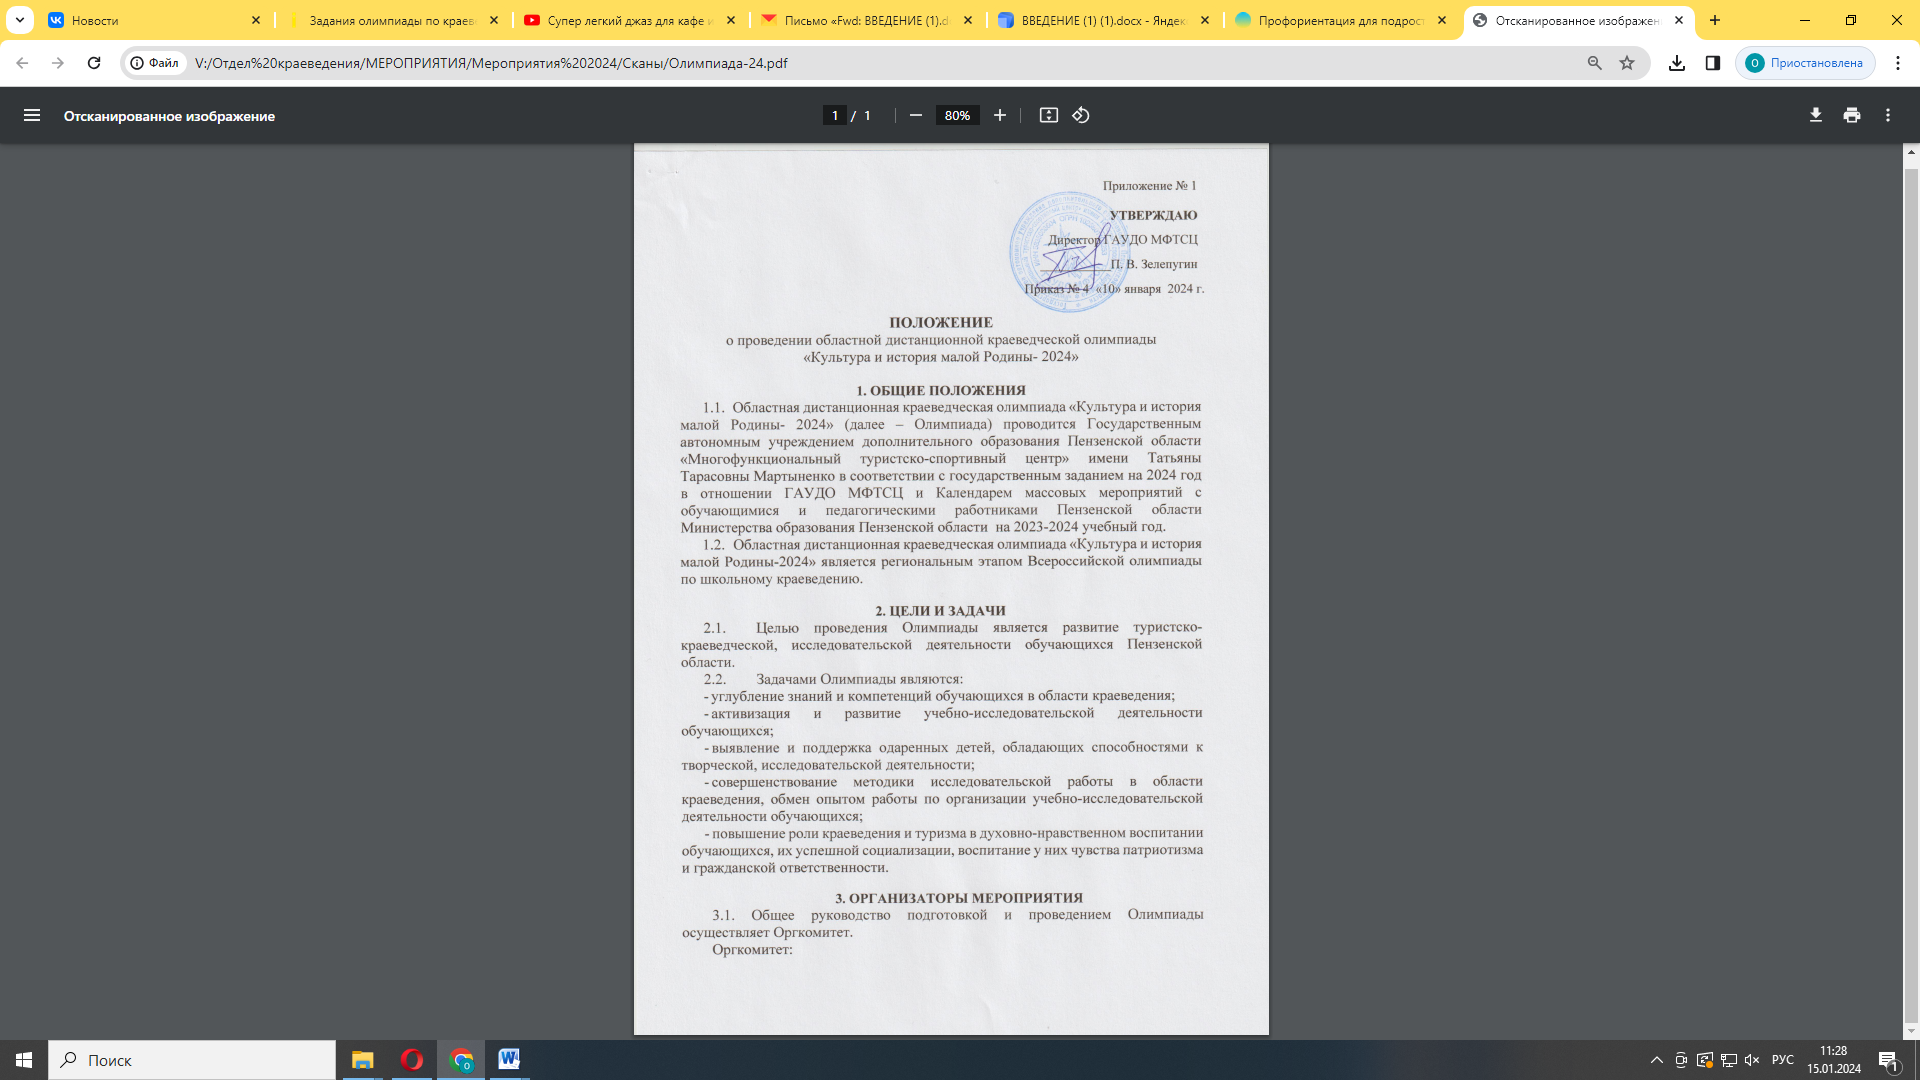 Новости
Задания олимпиады по краев
Супер легкий джаз для кафе и
Письмо «Fwd: ВВЕДЕНИЕ (1).d
ВВЕДЕНИЕ (1) (1).docx - Яндек
Профориентация для подрост
Отсканированное изображен
Файл
V:/Отдел%20краеведения/МЕРОПРИЯТИЯ/Мероприятия%202024/Сканы/Олимпиада-24.pdf
О Приостановлена
Отсканированное изображение
1 / 1
80%
Приложение № 1
УТВЕРЖДАЮ
Директор ГАУДО МФТСЦ
П. В. Зелепугин
Приказ № 4 «10» января 2024 г.
ПОЛОЖЕНИЕ
о проведении областной дистанционной краеведческой олимпиады
«Культура и история малой Родины- 2024»
1. ОБЩИЕ ПОЛОЖЕНИЯ
1.1. Областная дистанционная краеведческая олимпиада «Культура и история
малой Родины- 2024» (далее – Олимпиада) проводится Государственным
автономным учреждением дополнительного образования Пензенской области
«Многофункциональный туристско-спортивный центр» имени Татьяны
Тарасовны Мартыненко в соответствии с государственным заданием на 2024 год
в отношении ГАУДО МФТСЦ и Календарем массовых мероприятий с
обучающимися и педагогическими работниками Пензенской области
Министерства образования Пензенской области на 2023-2024 учебный год.
1.2. Областная дистанционная краеведческая олимпиада «Культура и история
малой Родины-2024» является региональным этапом Всероссийской олимпиады
по школьному краеведению.
2. ЦЕЛИ И ЗАДАЧИ
2.1. Целью проведения Олимпиады является развитие туристско-
краеведческой, исследовательской деятельности обучающихся Пензенской
области.
2.2. Задачами Олимпиады являются:
- углубление знаний и компетенций обучающихся в области краеведения;
- активизация и развитие учебно-исследовательской деятельности
обучающихся;
- выявление и поддержка одаренных детей, обладающих способностями к
творческой, исследовательской деятельности;
- совершенствование методики исследовательской работы в области
краеведения, обмен опытом работы по организации учебно-исследовательской
деятельности обучающихся;
- повышение роли краеведения и туризма в духовно-нравственном воспитании
обучающихся, их успешной социализации, воспитание у них чувства патриотизма
и гражданской ответственности.
3. ОРГАНИЗАТОРЫ МЕРОПРИЯТИЯ
3.1. Общее руководство подготовкой и проведением Олимпиады
осуществляет Оргкомитет.
Оргкомитет:
Поиск
РУС
11:28
15.01.2024
1